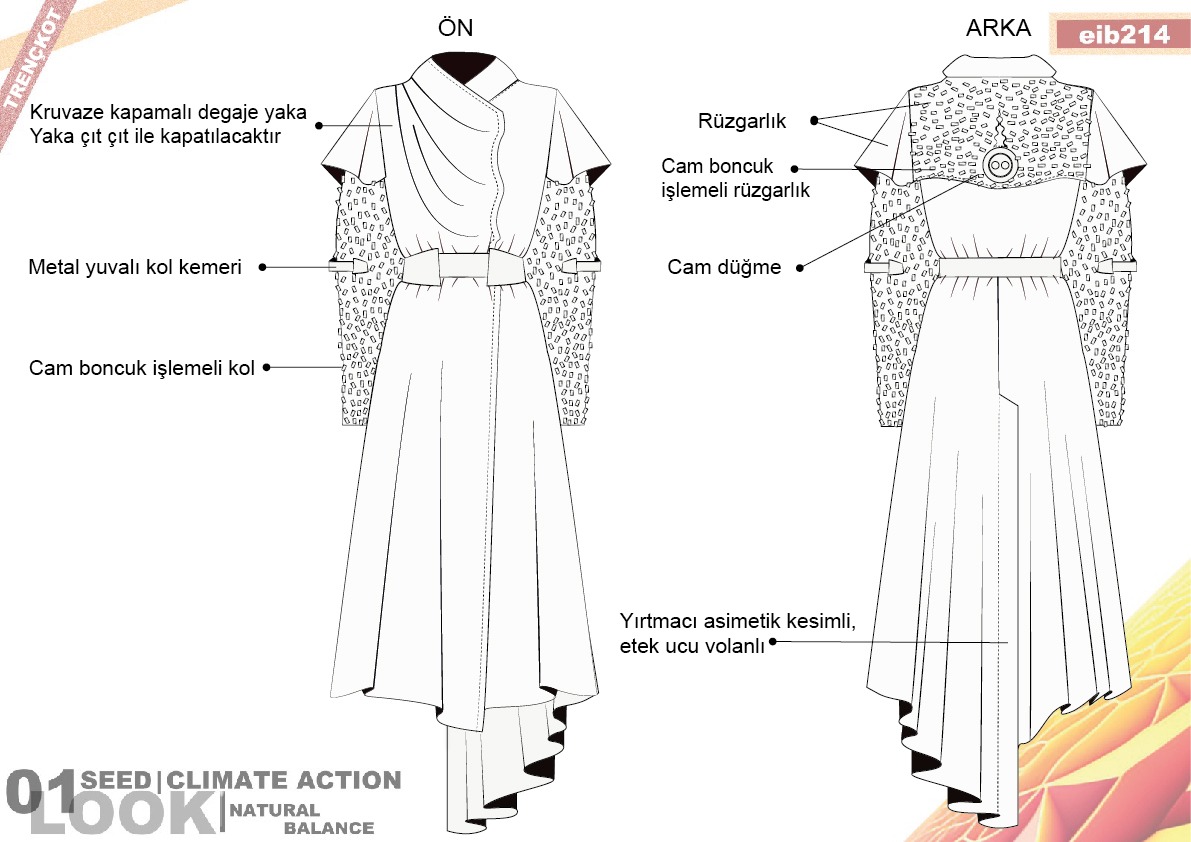 TRENÇKOT
ÖN
ARKA
eib214
Kruvaze kapamalı degaje yaka
Yaka çıt çıt ile kapatılacaktır
Metal yuvalı kol kemeri
Cam boncuk işlemeli kol
Rüzgarlık
Cam boncuk
işlemeli rüzgarlık
Cam düğme
Yırtmacı asimetik kesimli,
etek ucu volanlı
01 SEED|CLIMATE ACTION
LOOK|NATURAL
BALANCE